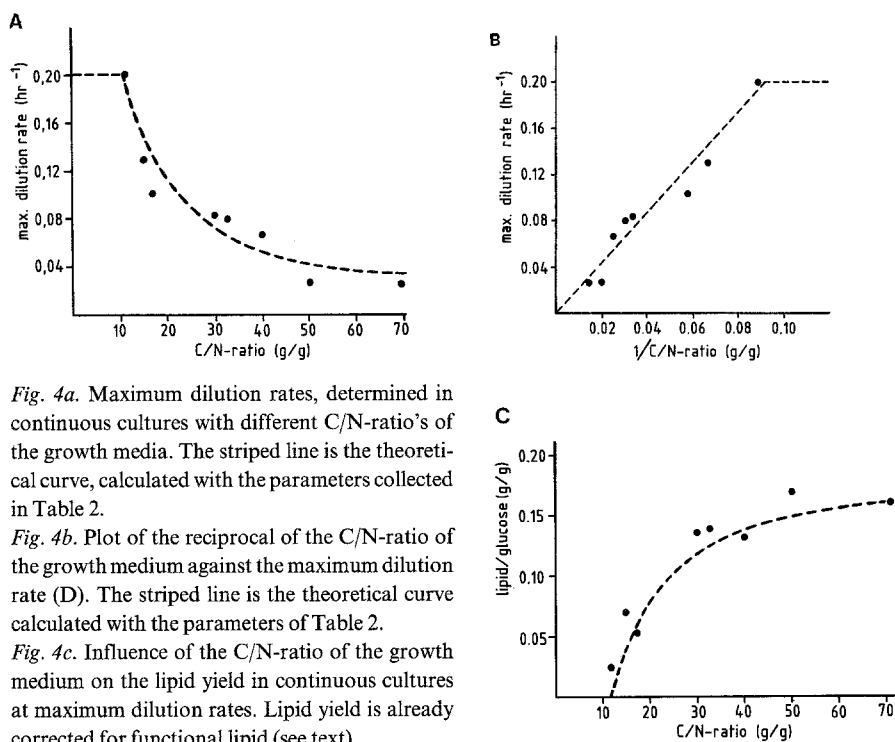 A
max. dilution rate (hr⁻¹)
0,20
0,16
0,12
0,08
0,04
10 20 30 40 50 60 70
C/N-ratio (g/g)
B
max. dilution rate (hr⁻¹)
0.20
0.16
0.12
0.08
0.04
0.02 0.04 0.06 0.08 0.10
1/C/N-ratio (g/g)
Fig. 4a. Maximum dilution rates, determined in
continuous cultures with different C/N-ratio's of
the growth media. The striped line is the theoreti-
cal curve, calculated with the parameters collected
in Table 2.
Fig. 4b. Plot of the reciprocal of the C/N-ratio of
the growth medium against the maximum dilution
rate (D). The striped line is the theoretical curve
calculated with the parameters of Table 2.
Fig. 4c. Influence of the C/N-ratio of the growth
medium on the lipid yield in continuous cultures
at maximum dilution rates. Lipid yield is already
corrected for functional lipid (see text)
C
lipid/glucose (g/g)
0.20
0.15
0.10
0.05
10 20 30 40 50 60 70
C/N-ratio (g/g)